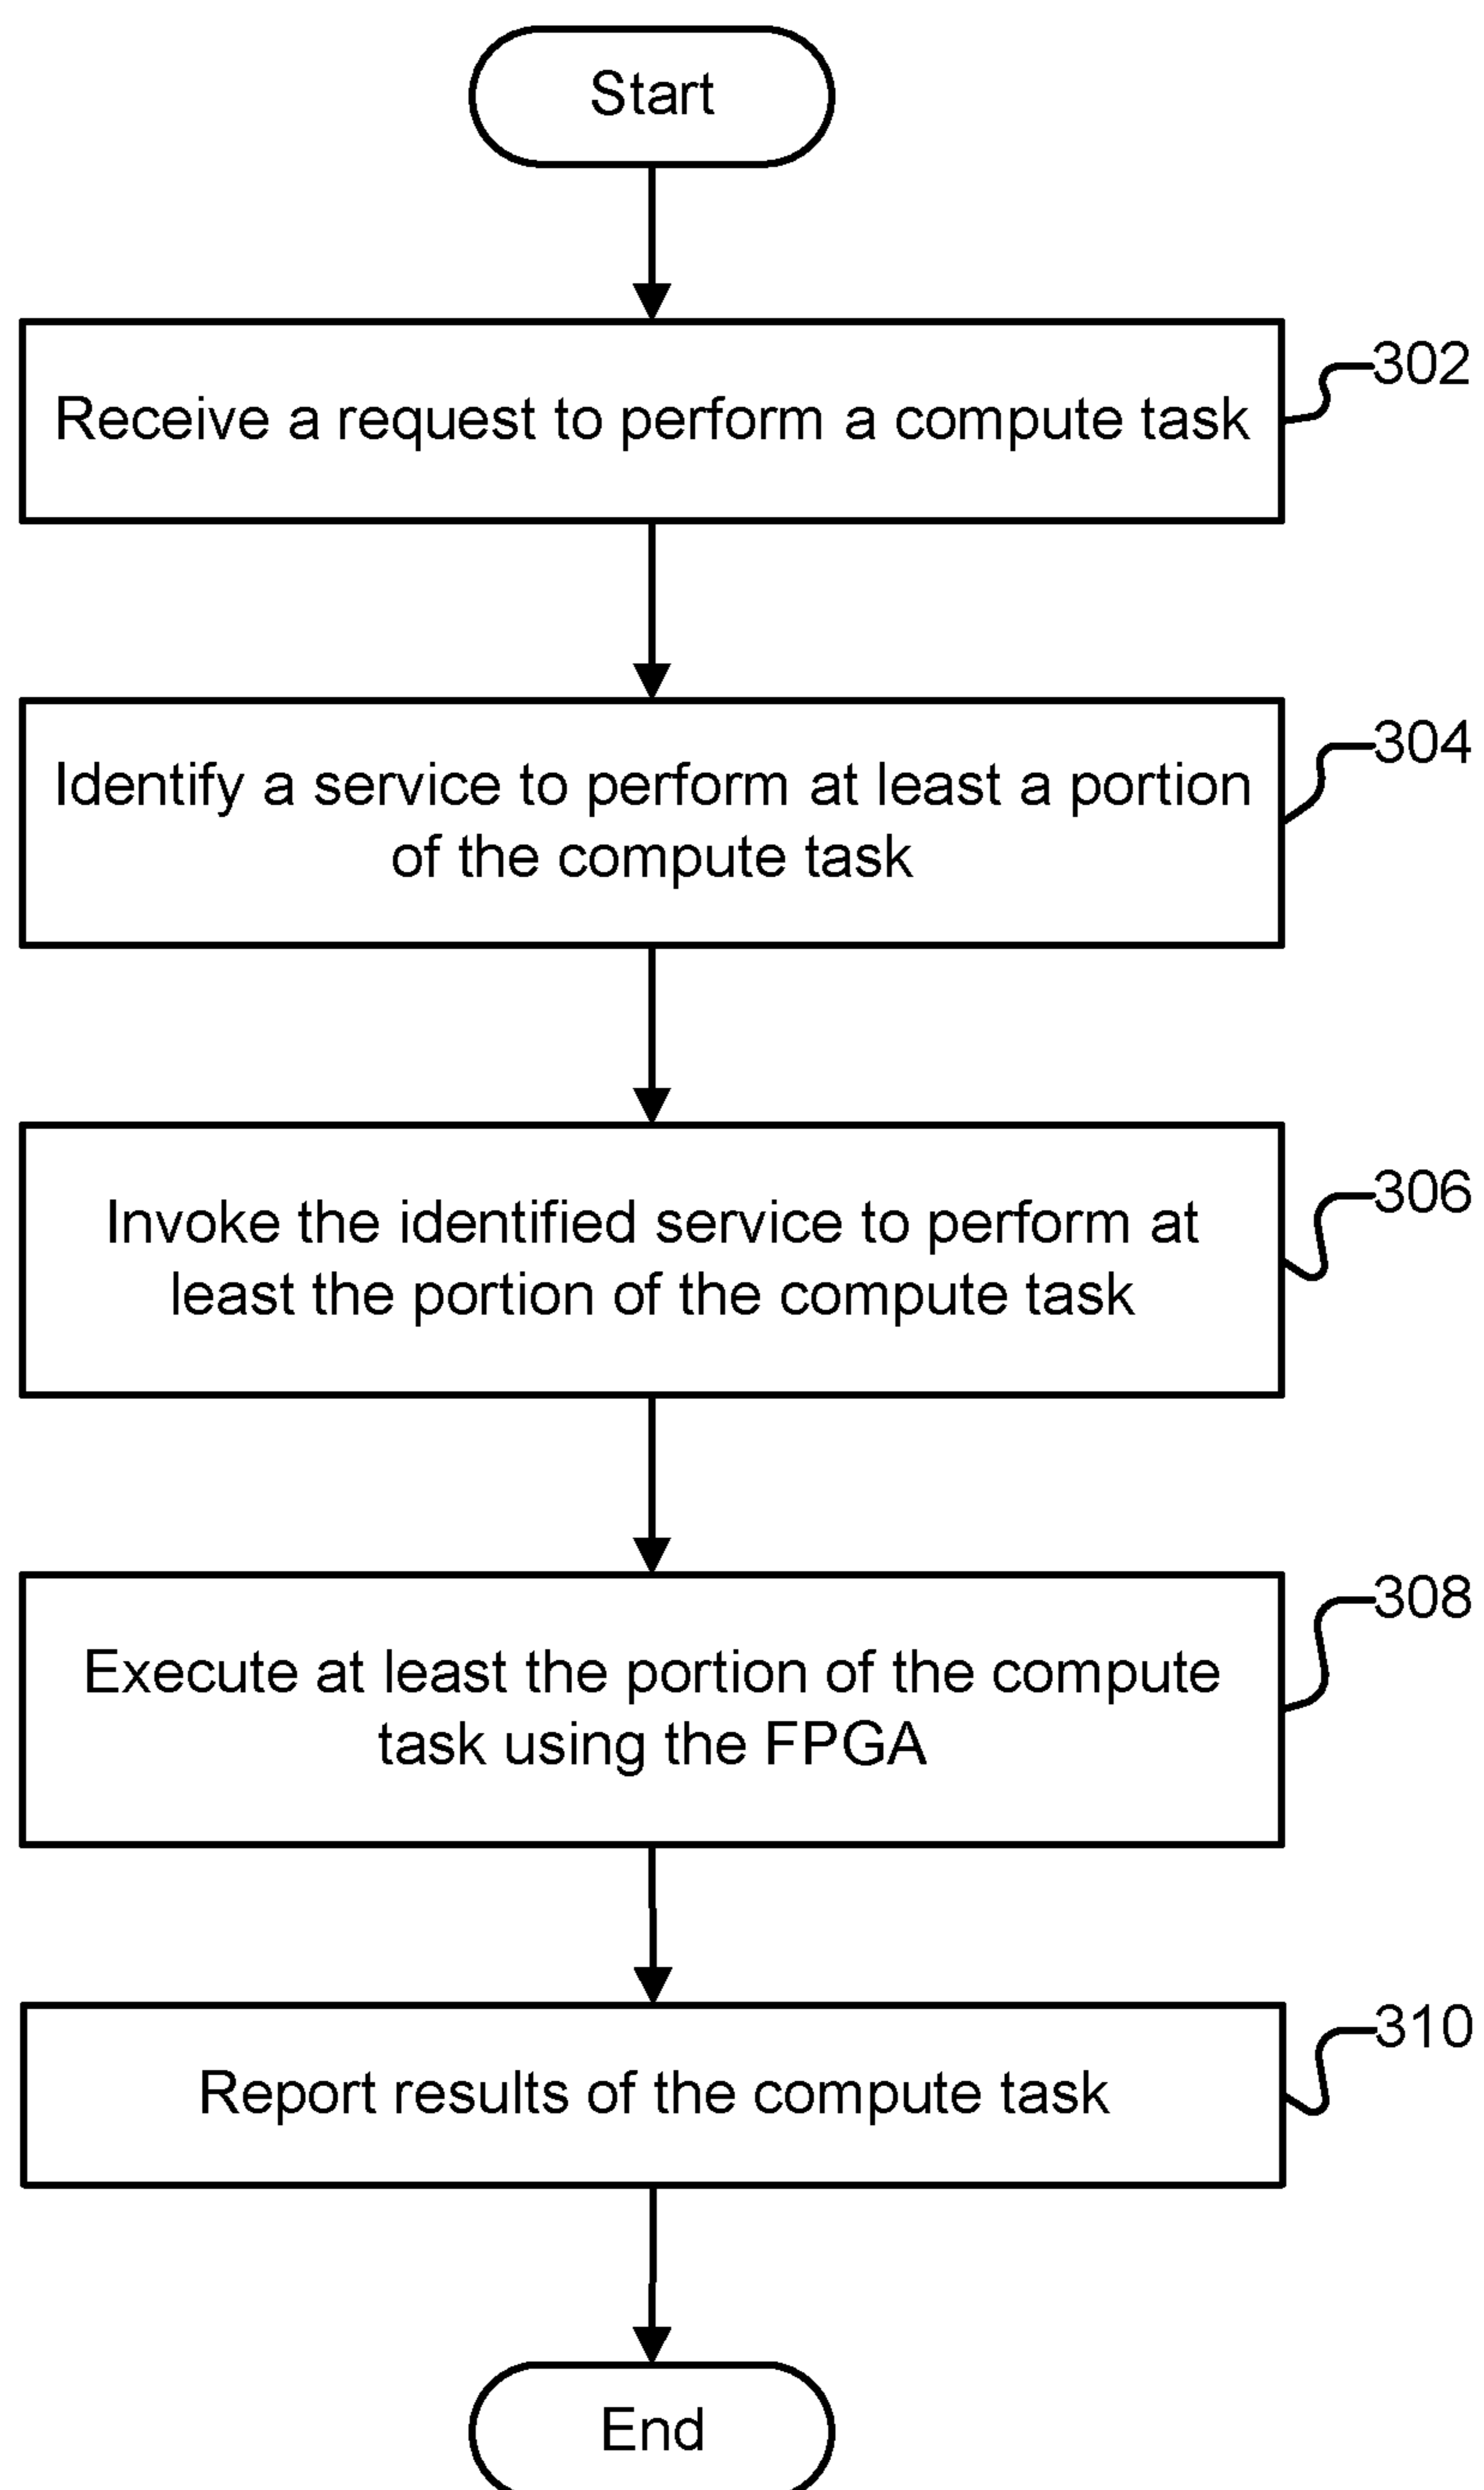 Start
302
Receive a request to perform a compute task
304
Identify a service to perform at least a portion
of the compute task
306
Invoke the identified service to perform at
least the portion of the compute task
308
Execute at least the portion of the compute
task using the FPGA
310
Report results of the compute task
End